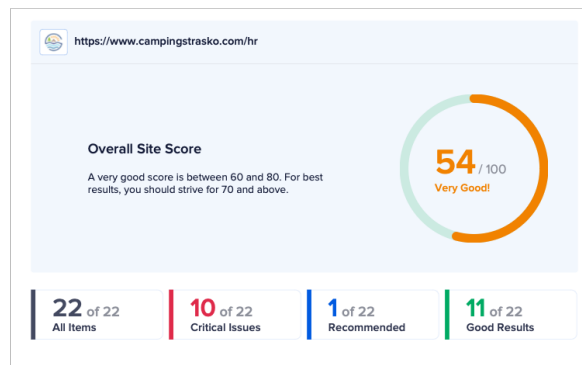 https://www.campingstrasko.com/hr
Overall Site Score
A very good score is between 60 and 80. For best
results, you should strive for 70 and above.
54 / 100
Very Good!
22 of 22
All Items
10 of 22
Critical Issues
1 of 22
Recommended
11 of 22
Good Results